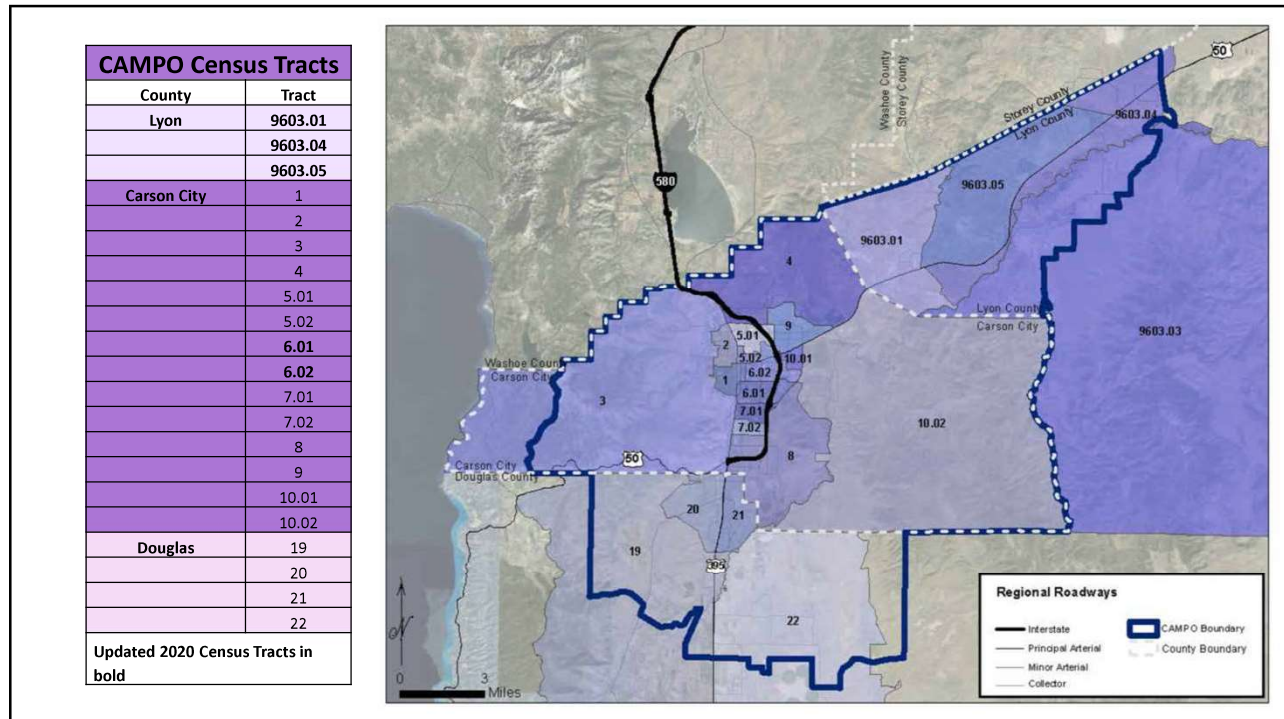 CAMPO Census Tracts
County Tract
Lyon 9603.01
9603.04
9603.05
Carson City 1
2
3
4
5.01
5.02
6.01
6.02
7.01
7.02
8
9
10.01
10.02
Douglas 19
20
21
22
Updated 2020 Census Tracts in
bold
50
Washoe County
Storey County
Storey County
Lyon County
9603.04
580
9603.05
9603.01
4
Lyon County
Carson City
9603.03
9
5.01
2
5.02
10.01
6.02
Washoe Coun
Carson City
1
3
6.01
7.01
7.02
10.02
8
50
Carson City
Douglas County
20
21
19
395
22
N
0 3
Miles
Regional Roadways
Interstate
Principal Arterial
Minor Arterial
Collector
CAMPO Boundary
County Boundary